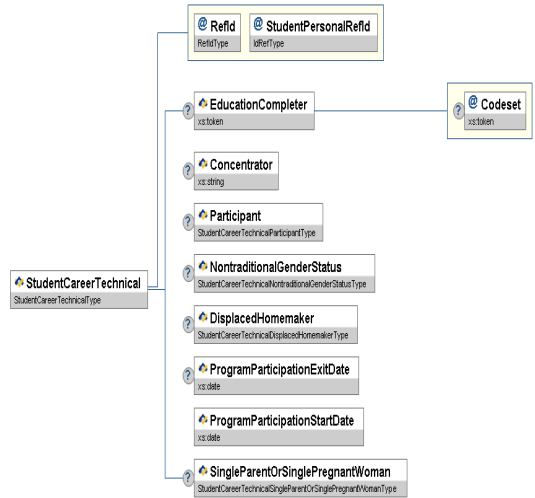 @ RefId
RefIdType
@ StudentPersonalRefId
IdRefType
? EducationCompleter
xs:token
? @ Codeset
xs:token
? Concentrator
xs:string
? Participant
StudentCareerTechnicalParticipantType
? NontraditionalGenderStatus
StudentCareerTechnicalNontraditionalGenderStatusType
StudentCareerTechnical
StudentCareerTechnicalType
? DisplacedHomemaker
StudentCareerTechnicalDisplacedHomemakerType
? ProgramParticipationExitDate
xs:date
ProgramParticipationStartDate
xs:date
? SingleParentOrSinglePregnantWoman
StudentCareerTechnicalSingleParentOrSinglePregnantWomanType